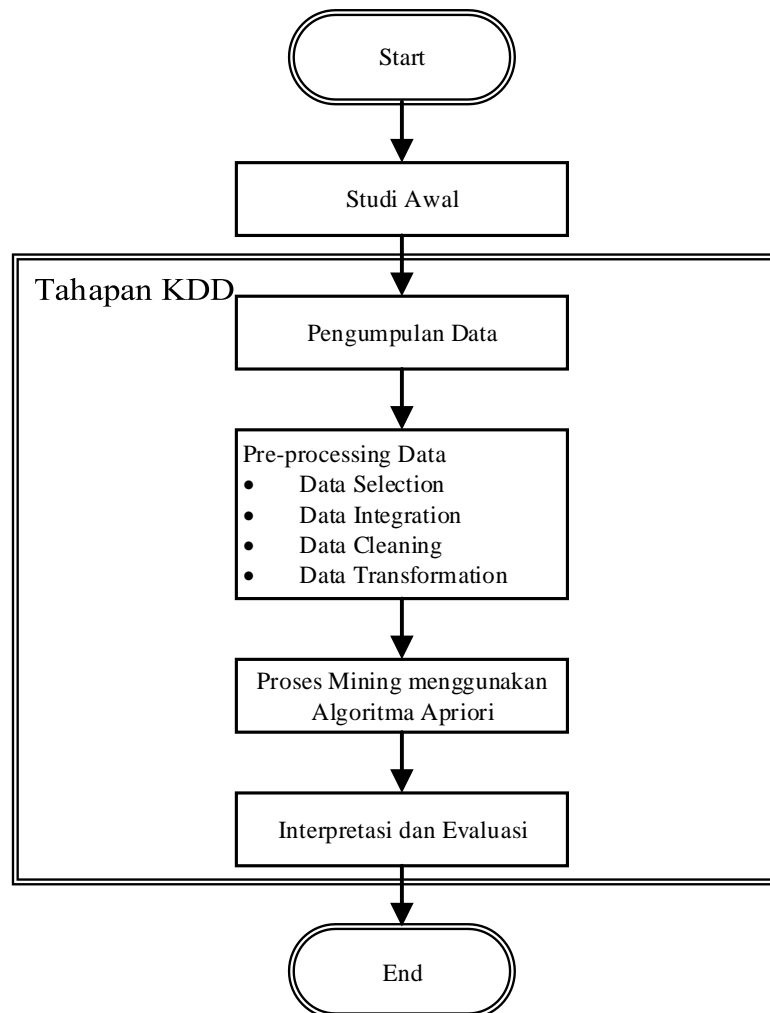 Start
Studi Awal
Tahapan KDD
Pengumpulan Data
Pre-processing Data
• Data Selection
• Data Integration
• Data Cleaning
• Data Transformation
Proses Mining menggunakan
Algoritma Apriori
Interpretasi dan Evaluasi
End